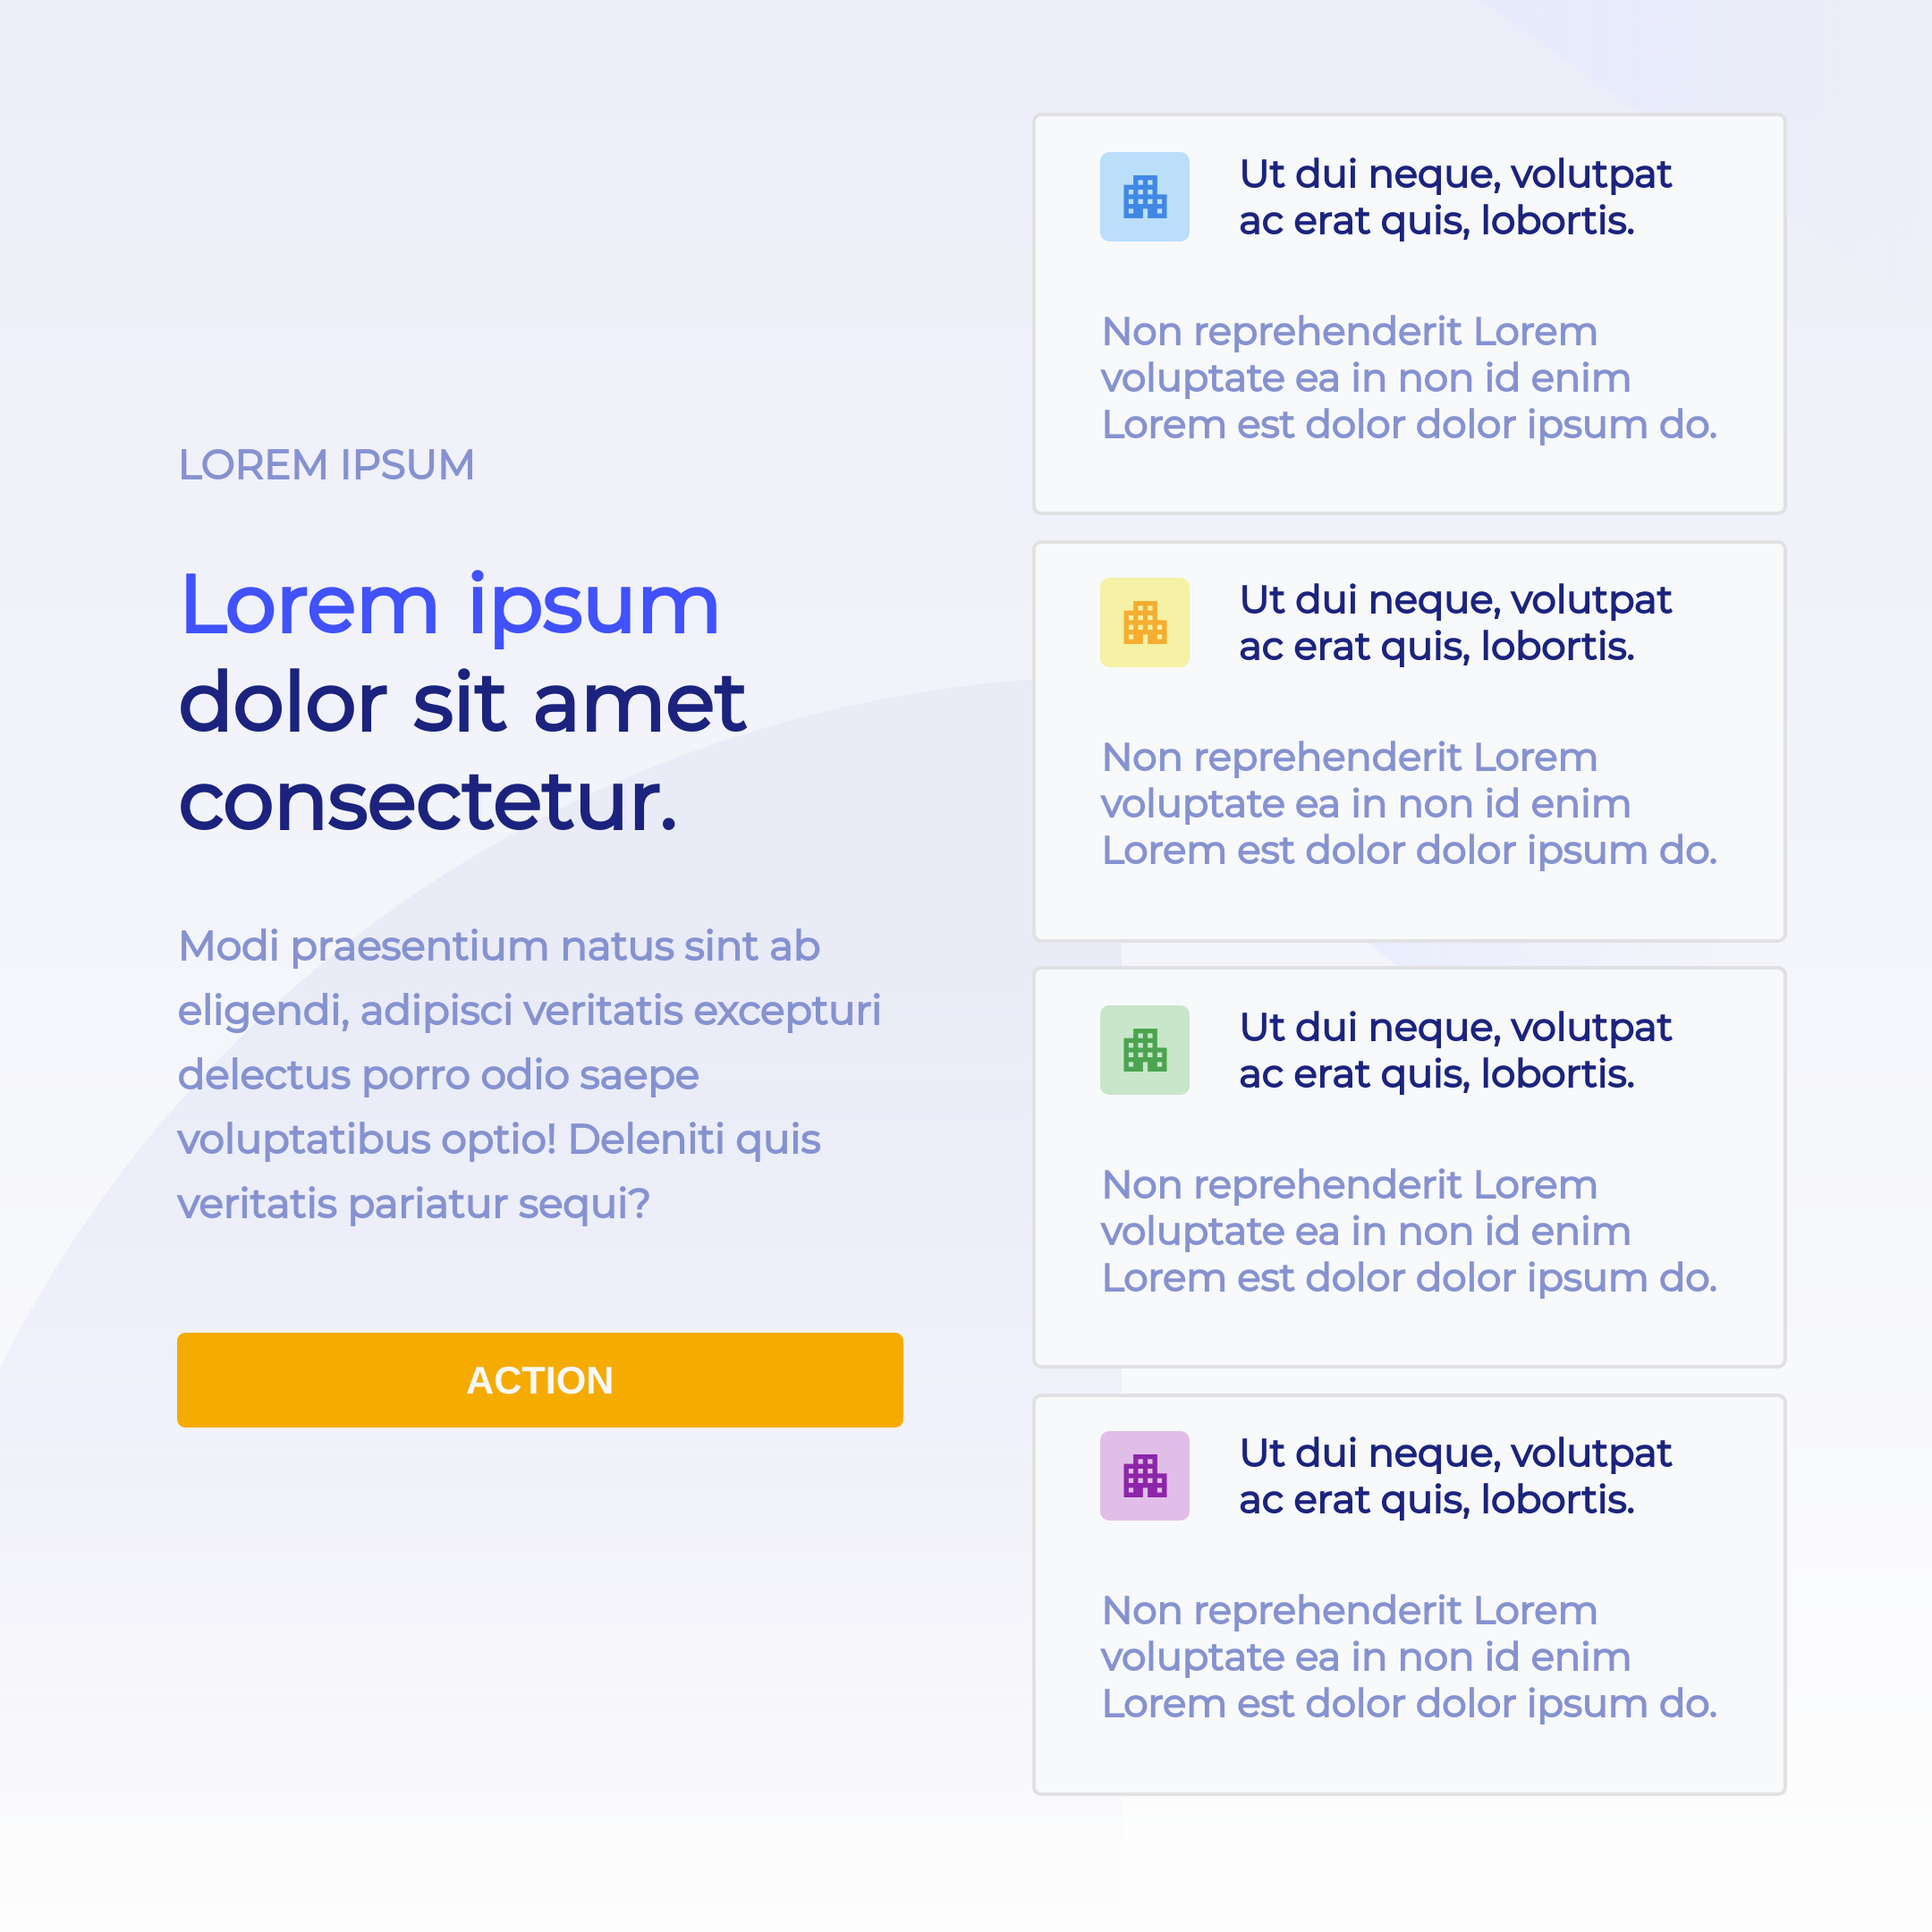 LOREM IPSUM
Lorem ipsum
dolor sit amet
consectetur.
Modi praesentium natus sint ab
eligendi, adipisci veritatis excepturi
delectus porro odio saepe
voluptatibus optio! Deleniti quis
veritatis pariatur sequi?
ACTION
Ut dui neque, volutpat
ac erat quis, lobortis.
Non reprehenderit Lorem
voluptate ea in non id enim
Lorem est dolor dolor ipsum do.
Ut dui neque, volutpat
ac erat quis, lobortis.
Non reprehenderit Lorem
voluptate ea in non id enim
Lorem est dolor dolor ipsum do.
Ut dui neque, volutpat
ac erat quis, lobortis.
Non reprehenderit Lorem
voluptate ea in non id enim
Lorem est dolor dolor ipsum do.
Ut dui neque, volutpat
ac erat quis, lobortis.
Non reprehenderit Lorem
voluptate ea in non id enim
Lorem est dolor dolor ipsum do.